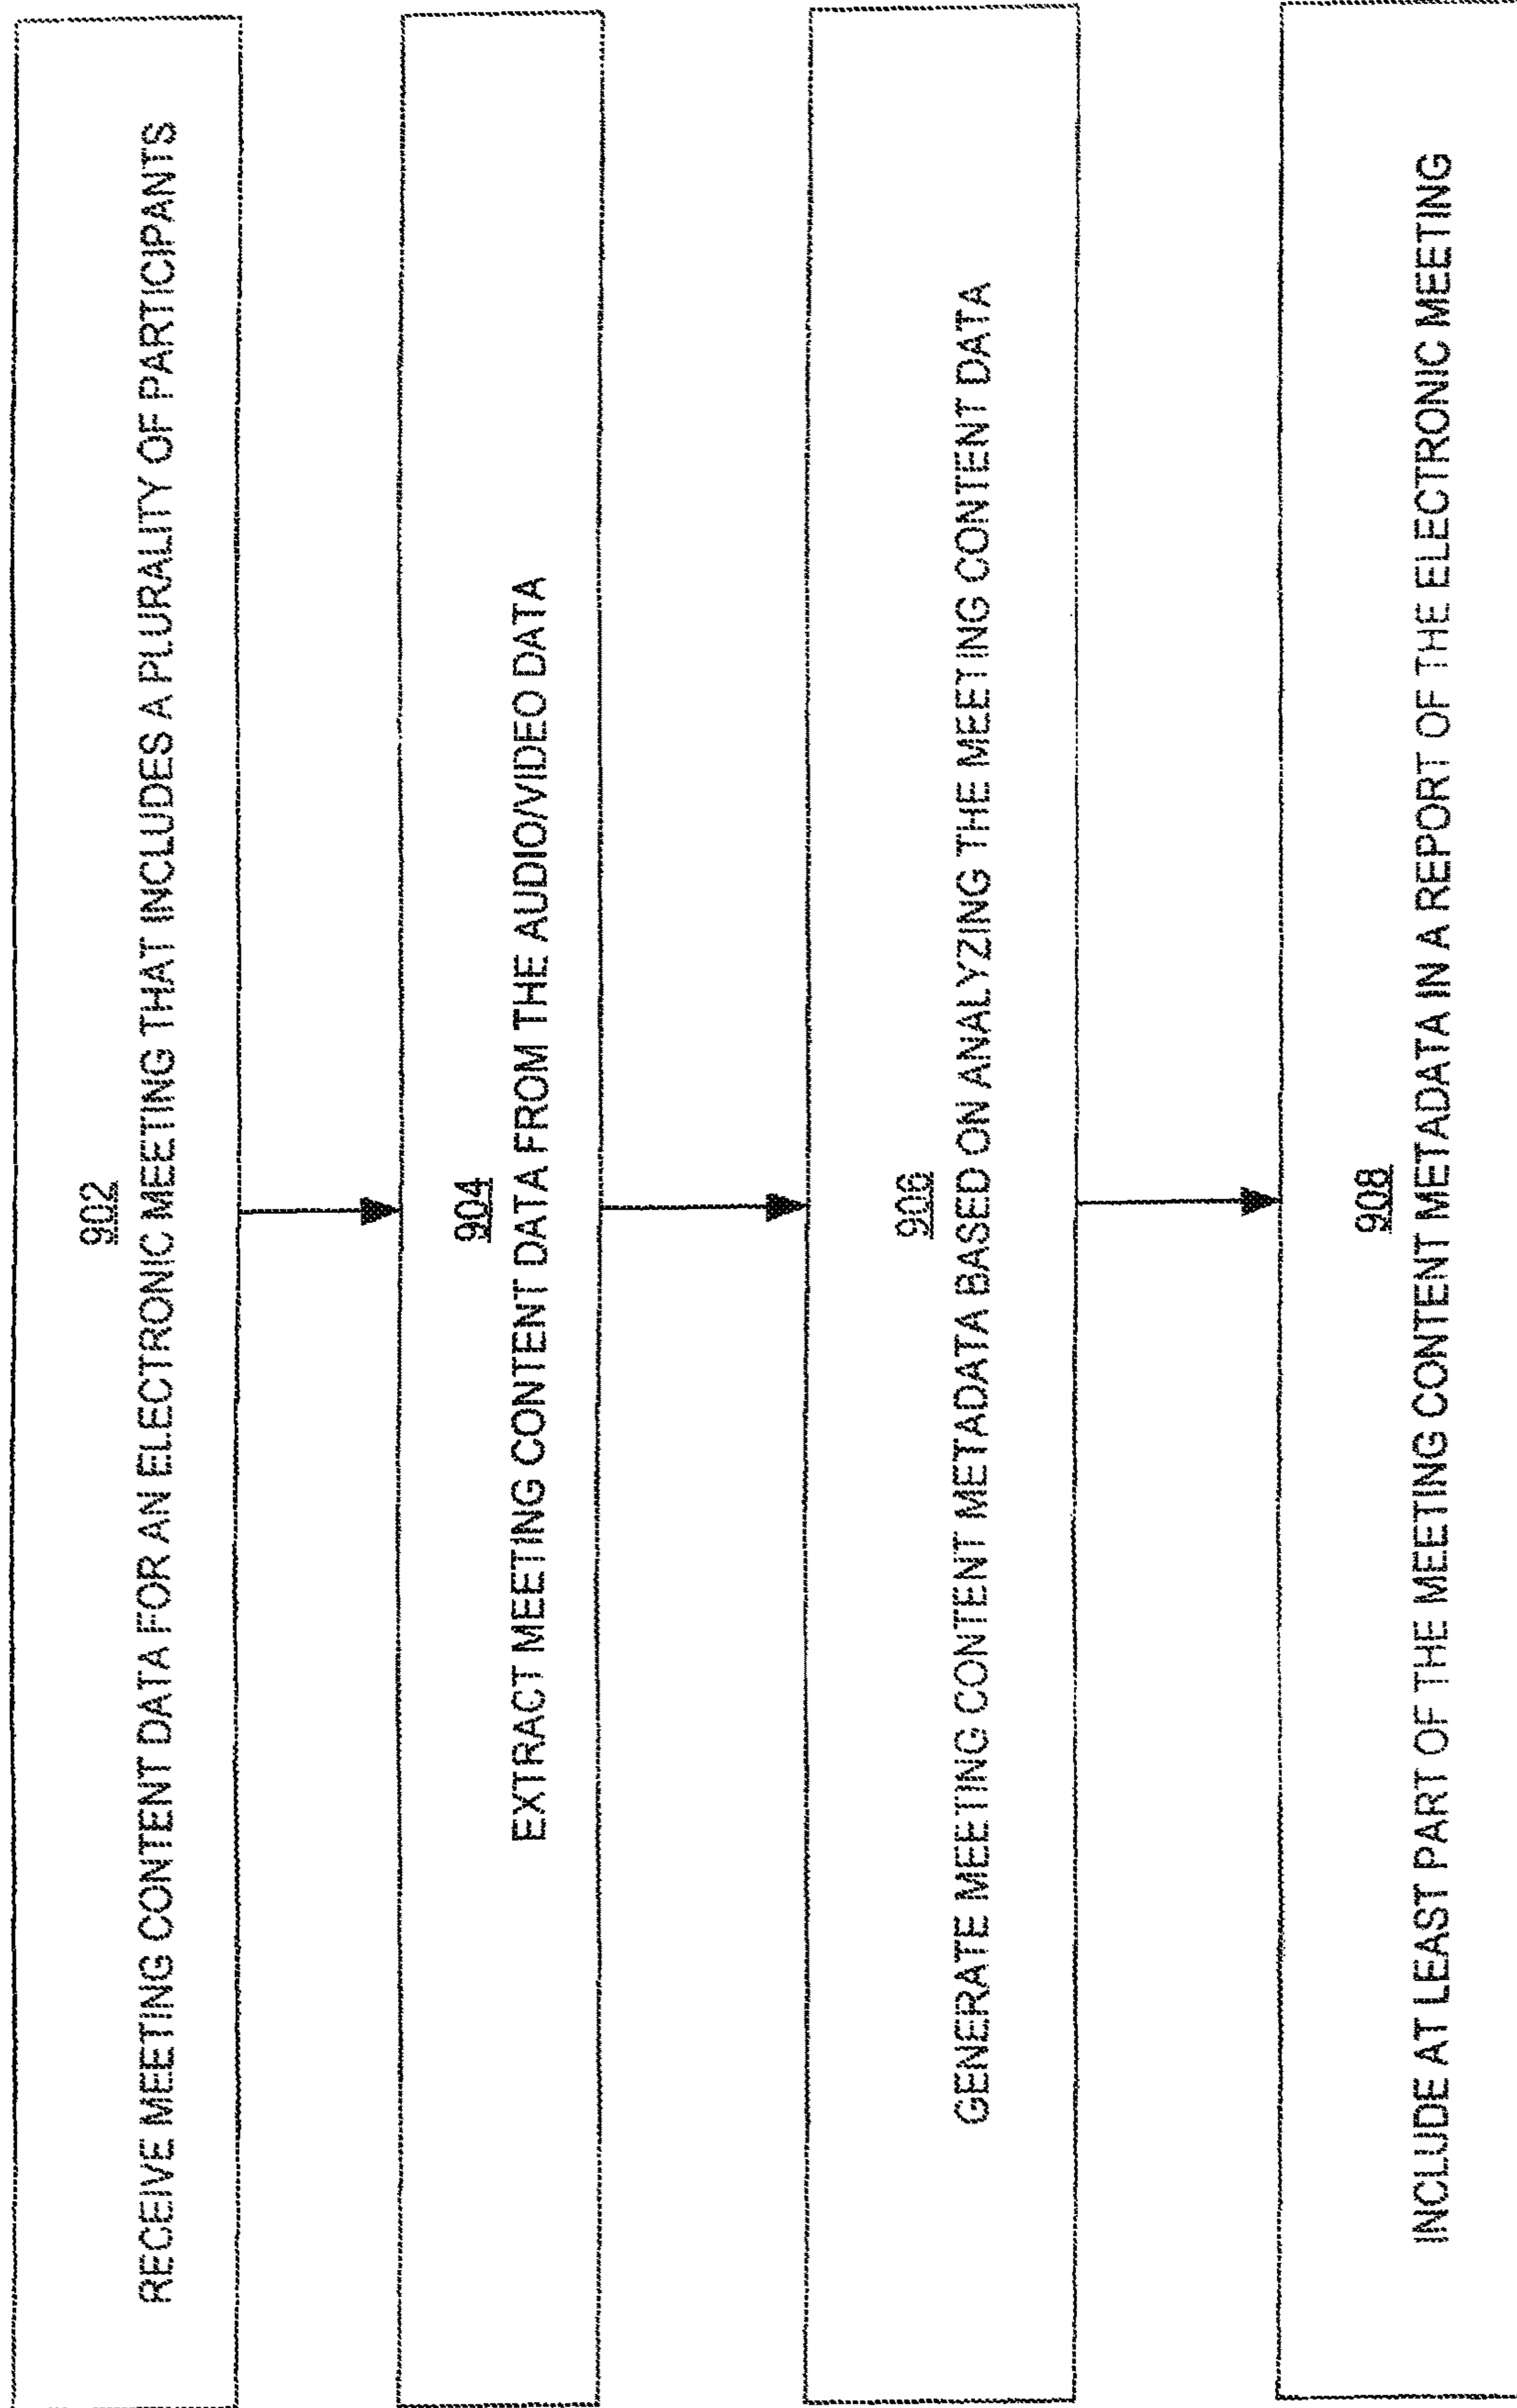 902
RECEIVE MEETING CONTENT DATA FOR AN ELECTRONIC MEETING THAT INCLUDES A PLURALITY OF PARTICIPANTS
904
EXTRACT MEETING CONTENT DATA FROM THE AUDIO/VIDEO DATA
906
GENERATE MEETING CONTENT METADATA BASED ON ANALYZING THE MEETING CONTENT DATA
908
INCLUDE AT LEAST PART OF THE MEETING CONTENT METADATA IN A REPORT OF THE ELECTRONIC MEETING